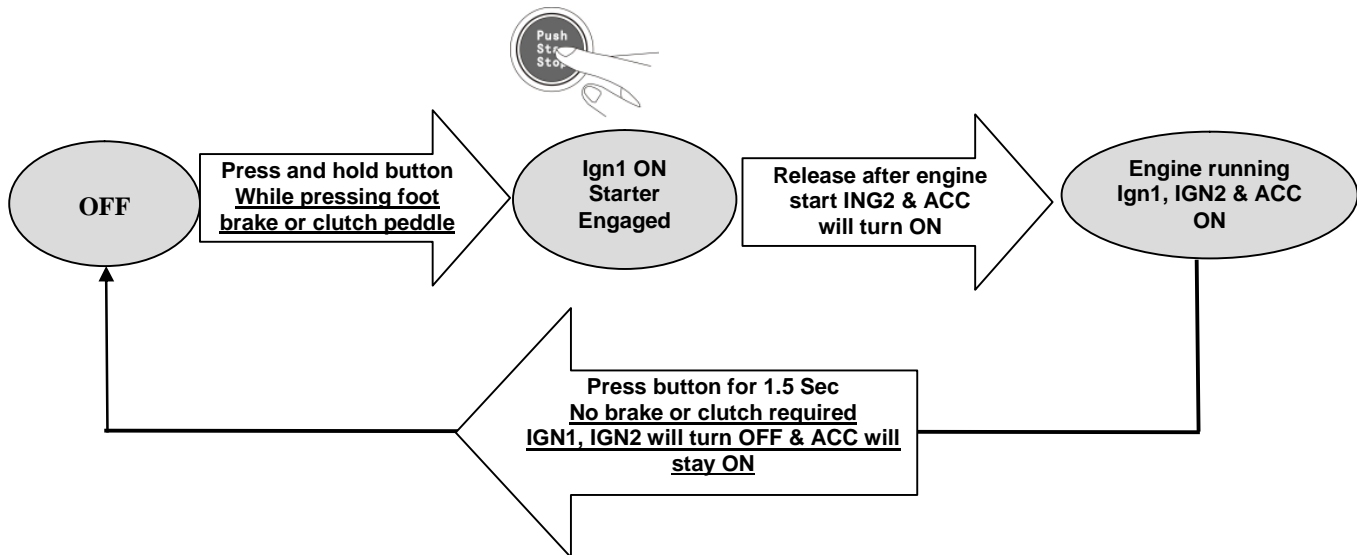 Push
Stop
OFF
Press and hold button
While pressing foot
brake or clutch peddle
Ign1 ON
Starter
Engaged
Release after engine
start ING2 & ACC
will turn ON
Engine running
Ign1, IGN2 & ACC
ON
Press button for 1.5 Sec
No brake or clutch required
IGN1, IGN2 will turn OFF & ACC will
stay ON